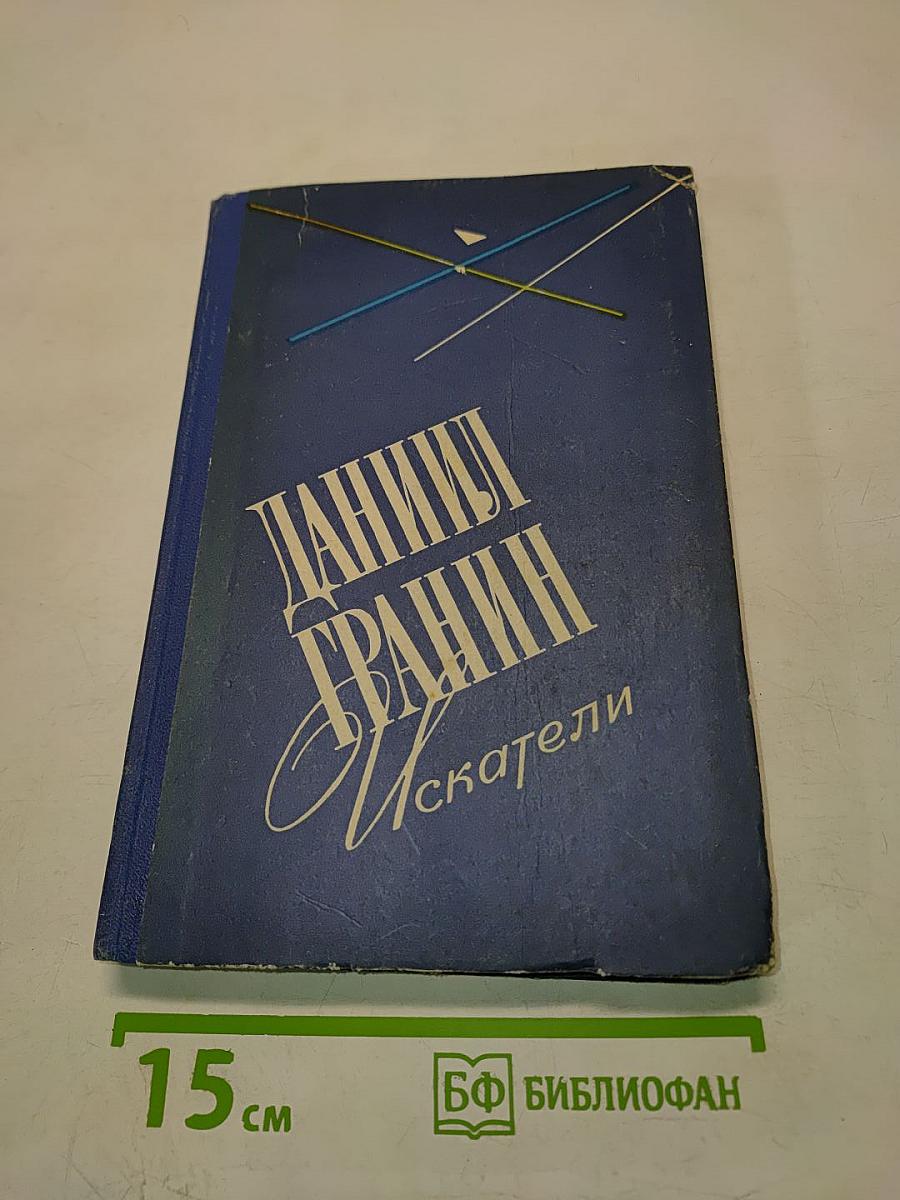 ДАНИИЛ
ГРАНИН
Искатели
15 см
БФ БИБЛИОФАН